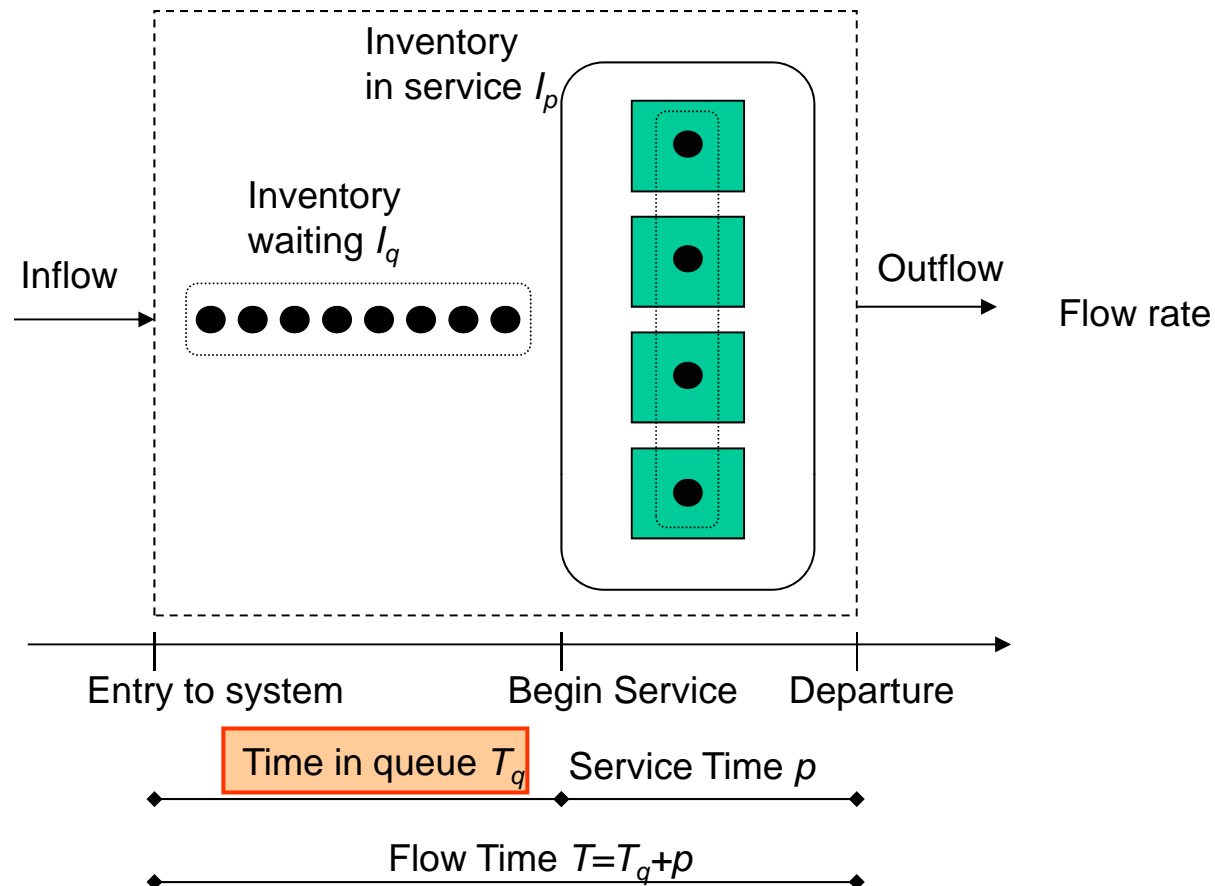 Inventory
in service Ip
Inventory
waiting Iq
Inflow
Outflow
Flow rate
Entry to system
Begin Service
Departure
Time in queue Tq
Service Time p
Flow Time T=Tq+p